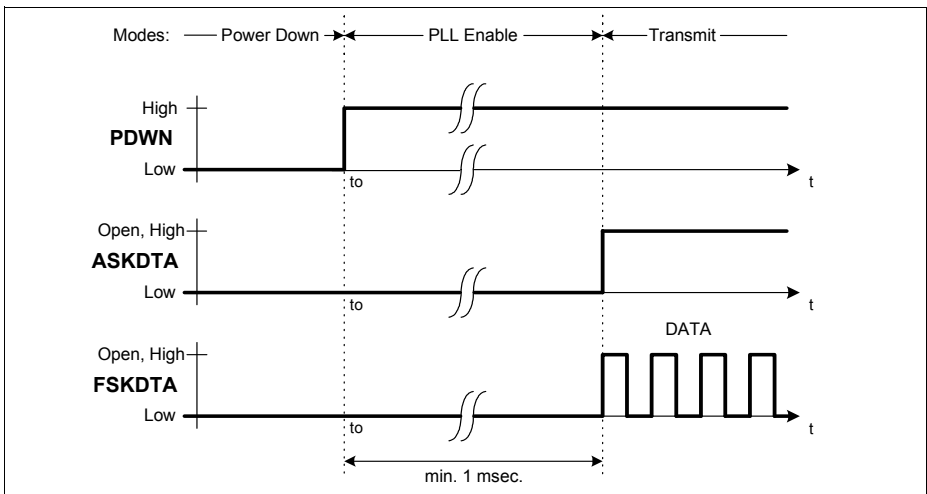 Modes: Power Down PLL Enable Transmit
High
PDWN
Low
to
t
Open, High
ASKDTA
Low
to
t
DATA
Open, High
FSKDTA
Low
to
t
min. 1 msec.